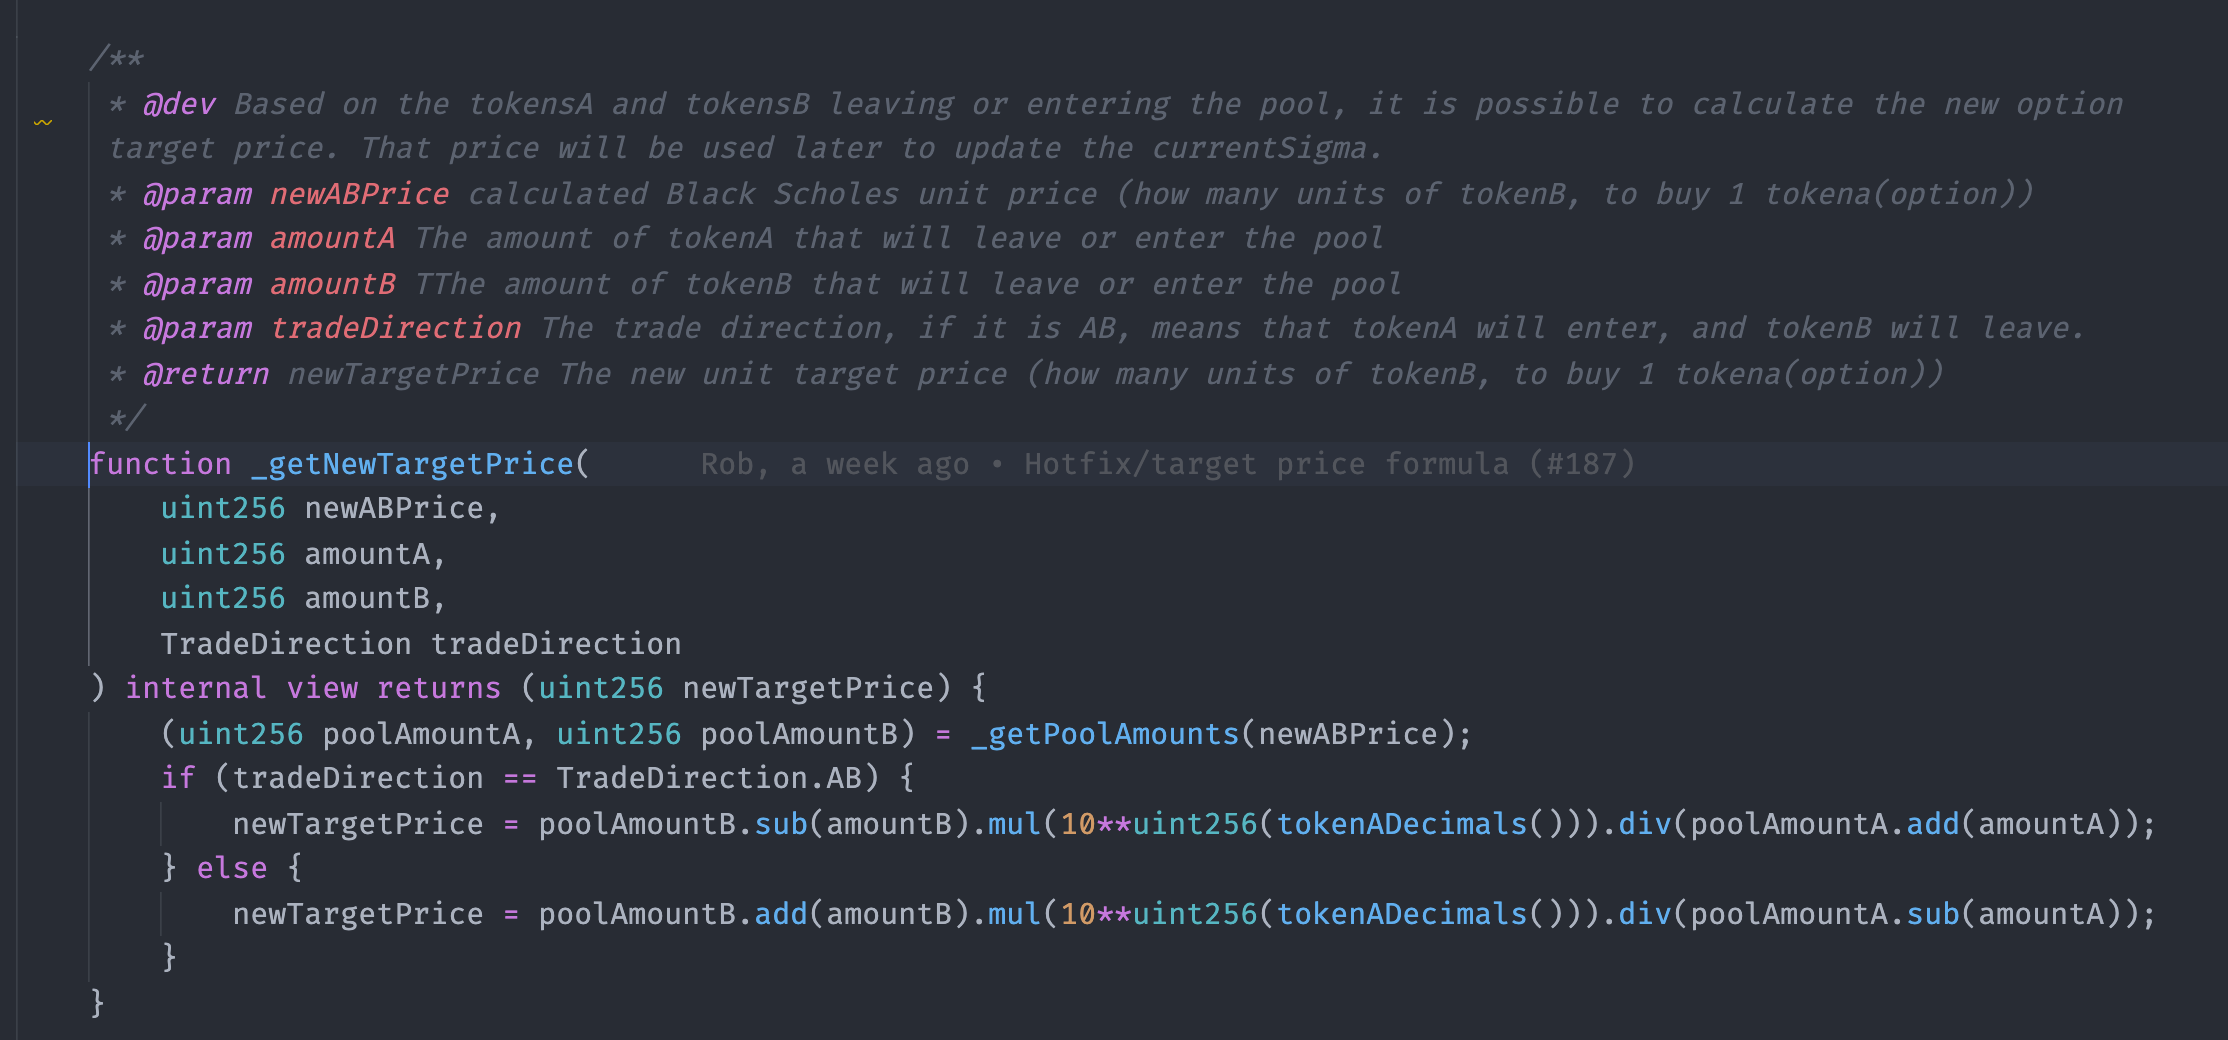 /**
* @dev Based on the tokensA and tokensB leaving or entering the pool, it is possible to calculate the new option
target price. That price will be used later to update the currentSigma.
* @param newABPrice calculated Black Scholes unit price (how many units of tokenB, to buy 1 tokena(option))
* @param amountA The amount of tokenA that will leave or enter the pool
* @param amountB TThe amount of tokenB that will leave or enter the pool
* @param tradeDirection The trade direction, if it is AB, means that tokenA will enter, and tokenB will leave.
* @return newTargetPrice The new unit target price (how many units of tokenB, to buy 1 tokena(option))
*/
function _getNewTargetPrice( Rob, a week ago • Hotfix/target price formula (#187)
uint256 newABPrice,
uint256 amountA,
uint256 amountB,
TradeDirection tradeDirection
) internal view returns (uint256 newTargetPrice) {
(uint256 poolAmountA, uint256 poolAmountB) = _getPoolAmounts(newABPrice);
if (tradeDirection == TradeDirection.AB) {
newTargetPrice = poolAmountB.sub(amountB).mul(10**uint256(tokenADecimals())).div(poolAmountA.add(amountA));
} else {
newTargetPrice = poolAmountB.add(amountB).mul(10**uint256(tokenADecimals())).div(poolAmountA.sub(amountA));
}
}